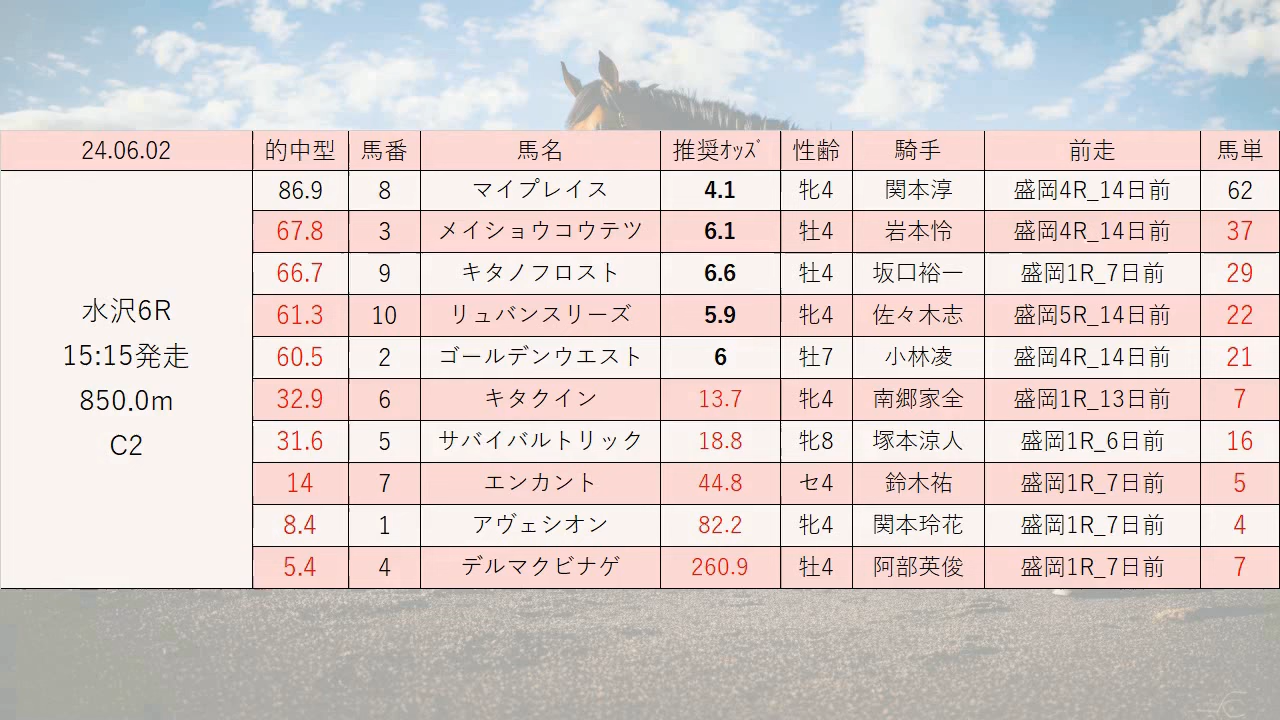 24.06.02 的中型 馬番 馬名 推奨ｵｯｽﾞ 性齢 騎手 前走 馬単
水沢6R
15:15発走
850.0m
C2
86.9 8 マイプレイス 4.1 牝4 関本淳 盛岡4R_14日前 62
67.8 3 メイショウコウテツ 6.1 牡4 岩本怜 盛岡4R_14日前 37
66.7 9 キタノフロスト 6.6 牡4 坂口裕一 盛岡1R_7日前 29
61.3 10 リュバンスリーズ 5.9 牝4 佐々木志 盛岡5R_14日前 22
60.5 2 ゴールデンウエスト 6 牡7 小林凌 盛岡4R_14日前 21
32.9 6 キタクイン 13.7 牝4 南郷家全 盛岡1R_13日前 7
31.6 5 サバイバルトリック 18.8 牝8 塚本涼人 盛岡1R_6日前 16
14 7 エンカント 44.8 セ4 鈴木祐 盛岡1R_7日前 5
8.4 1 アヴェシオン 82.2 牝4 関本玲花 盛岡1R_7日前 4
5.4 4 デルマクビナゲ 260.9 牡4 阿部英俊 盛岡1R_7日前 7